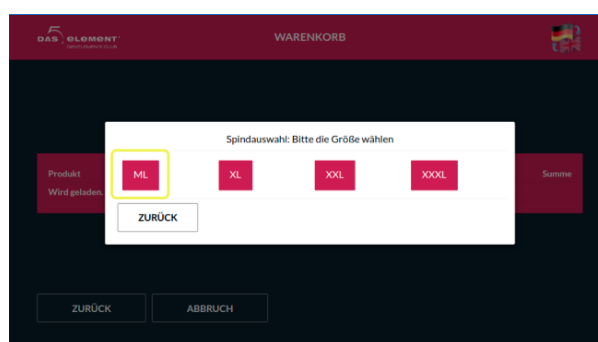 DAS 5 ELEMENT
GENTLEMEN'S CLUB
WARENKORB
Spindauswahl: Bitte die Größe wählen
Produkt
ML
XL
XXL
XXXL
Summe
Wird geladen.
ZURÜCK
ZURÜCK
ABBRUCH